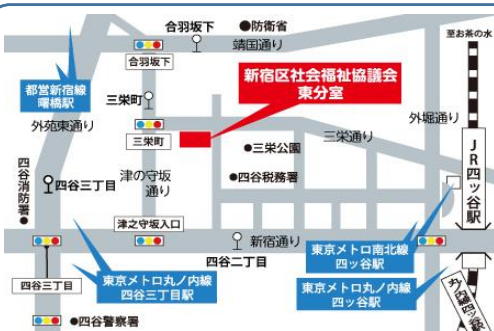 合羽坂下
●防衛省
靖国通り
至お茶の水
合羽坂下
都営新宿線
曙橋駅
新宿区社会福祉協議会
東分室
三栄町
外苑東通り
外堀通り
三栄町
●三栄公園
三栄通り
JR四ツ谷駅
四谷消防署●
四谷三丁目
津の守坂
通り
●四谷税務署
津之守坂入口
四谷二丁目
新宿通り
東京メトロ南北線
四ツ谷駅
四谷三丁目
東京メトロ丸ノ内線
四谷三丁目駅
東京メトロ丸ノ内線
四ツ谷駅
●四谷警察署